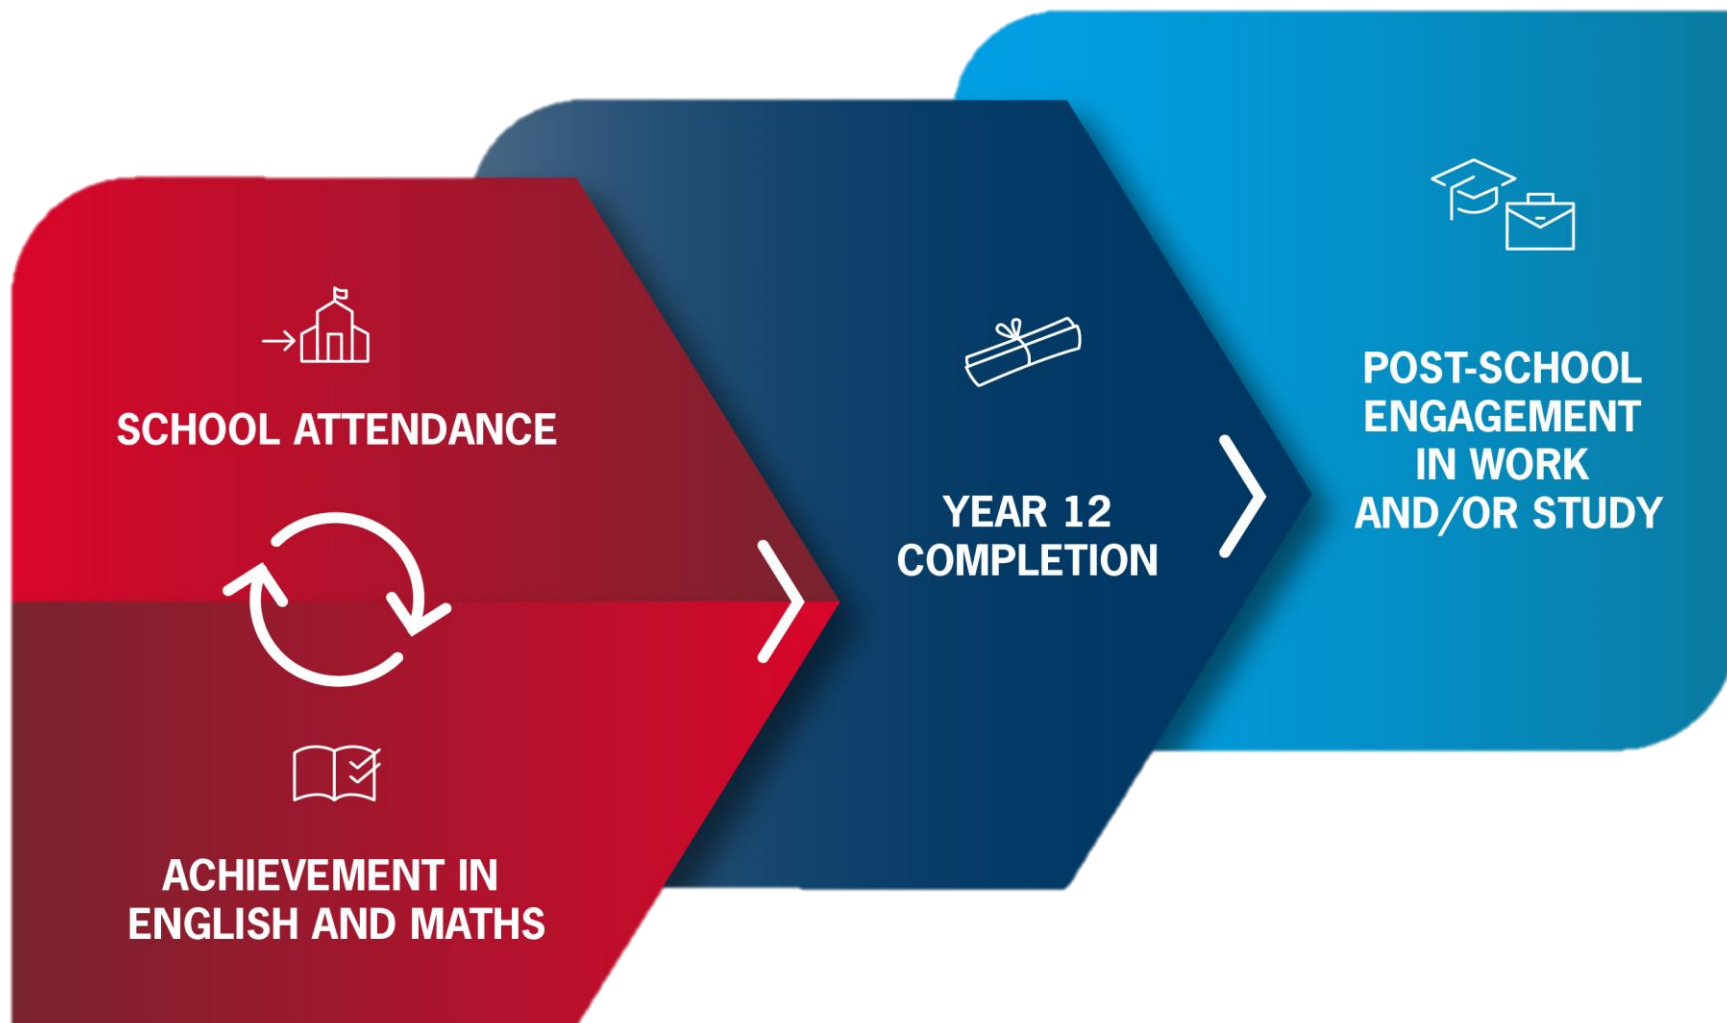 SCHOOL ATTENDANCE
ACHIEVEMENT IN
ENGLISH AND MATHS
YEAR 12
COMPLETION
POST-SCHOOL
ENGAGEMENT
IN WORK
AND/OR STUDY